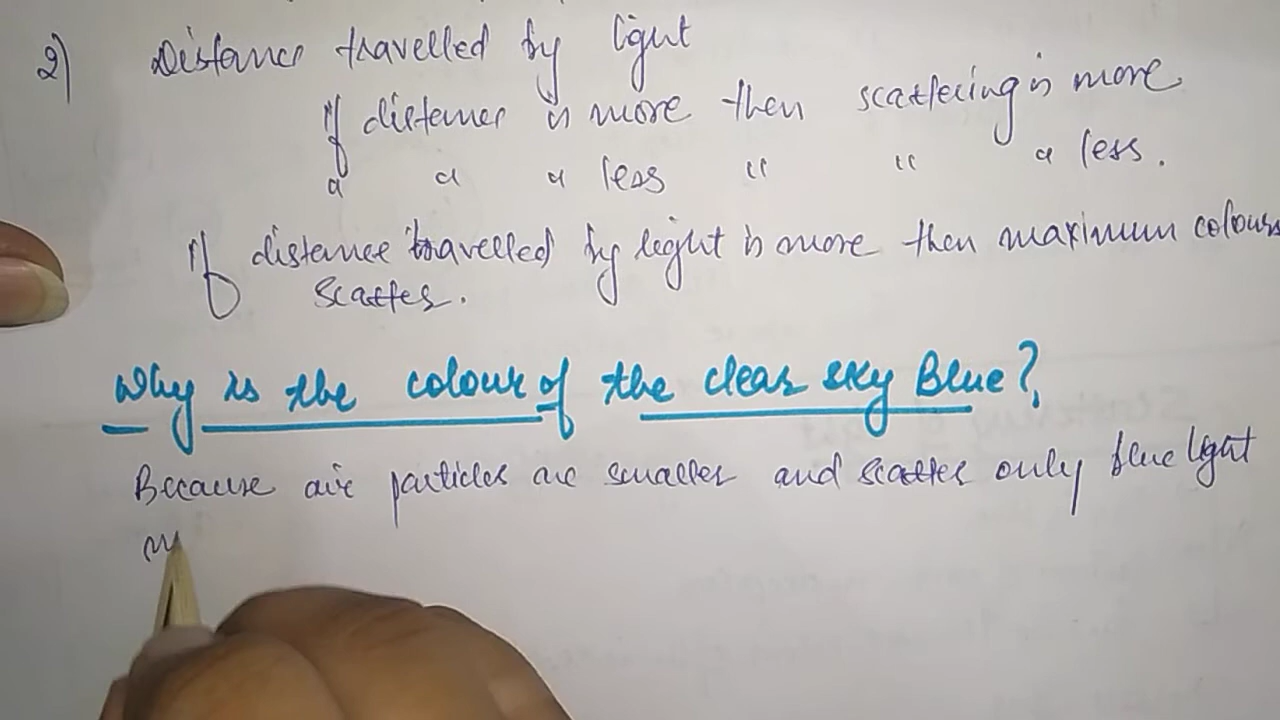 2) Distance travelled by light
If distance is more then scattering is more
" " " less " " " less.
If distance travelled by light is more then maximum colours
scatter.
Why is the colour of the clear sky Blue?
Because air particles are smaller and scatter only blue light